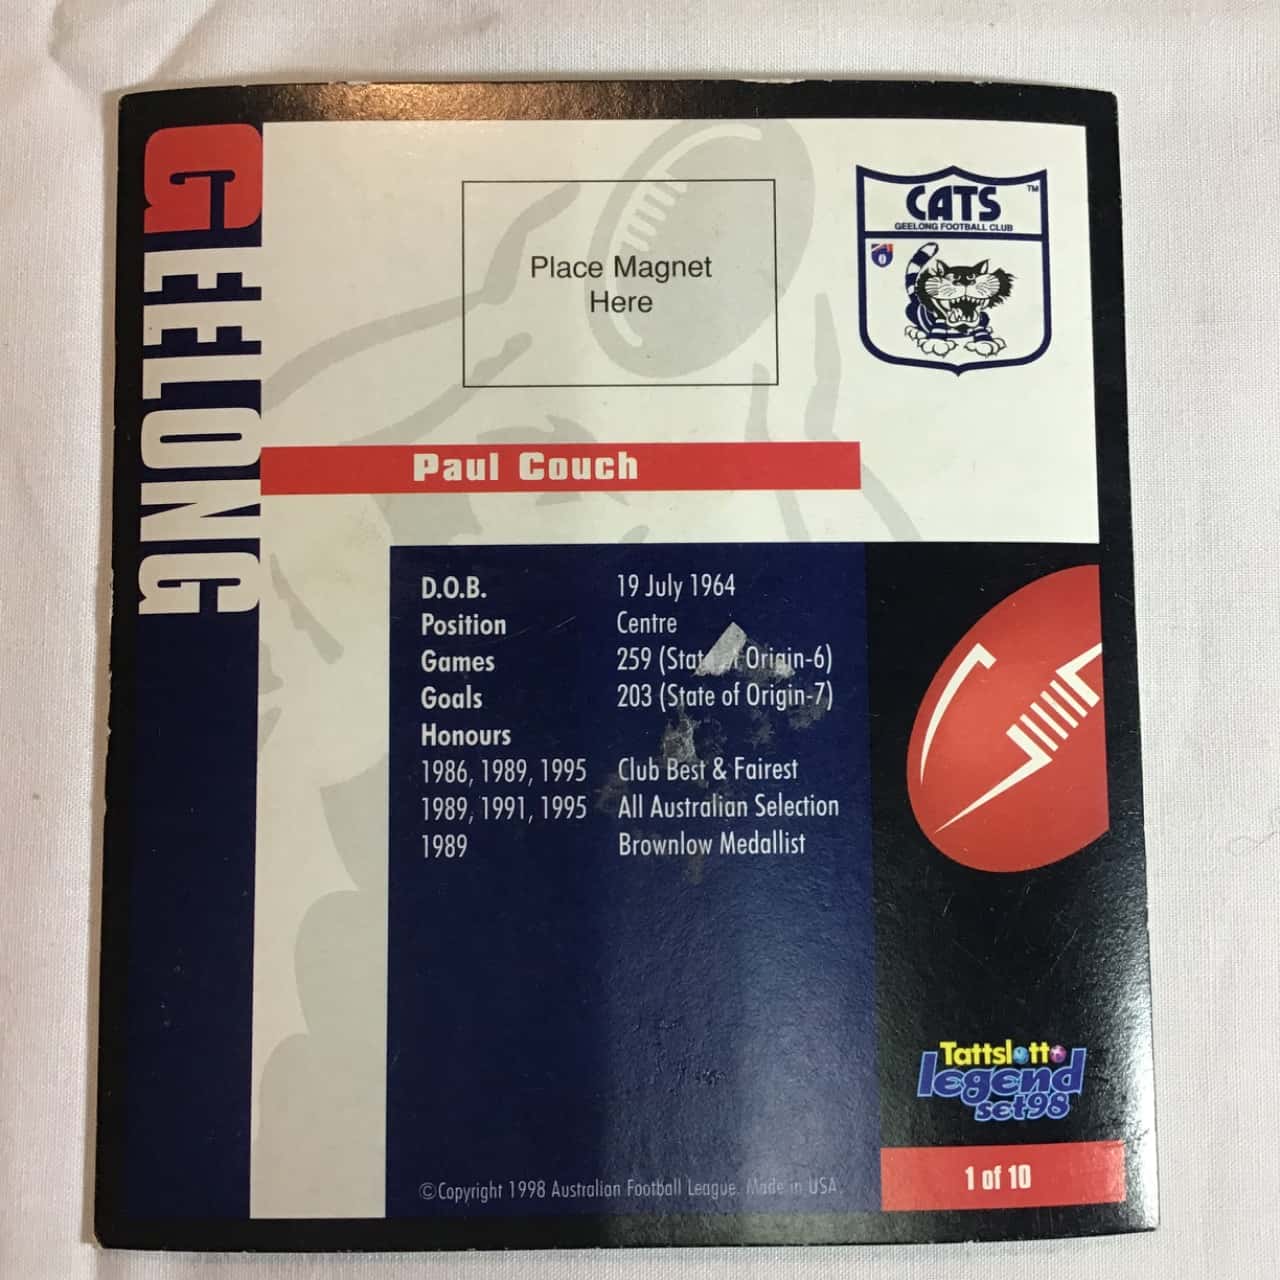 GEELONG
Place Magnet
Here
CATS TM
GEELONG FOOTBALL CLUB
Paul Couch
D.O.B. 19 July 1964
Position Centre
Games 259 (State of Origin-6)
Goals 203 (State of Origin-7)
Honours
1986, 1989, 1995 Club Best & Fairest
1989, 1991, 1995 All Australian Selection
1989 Brownlow Medallist
Tattslotto
legend
set98
1 of 10
©Copyright 1998 Australian Football League. Made in USA.